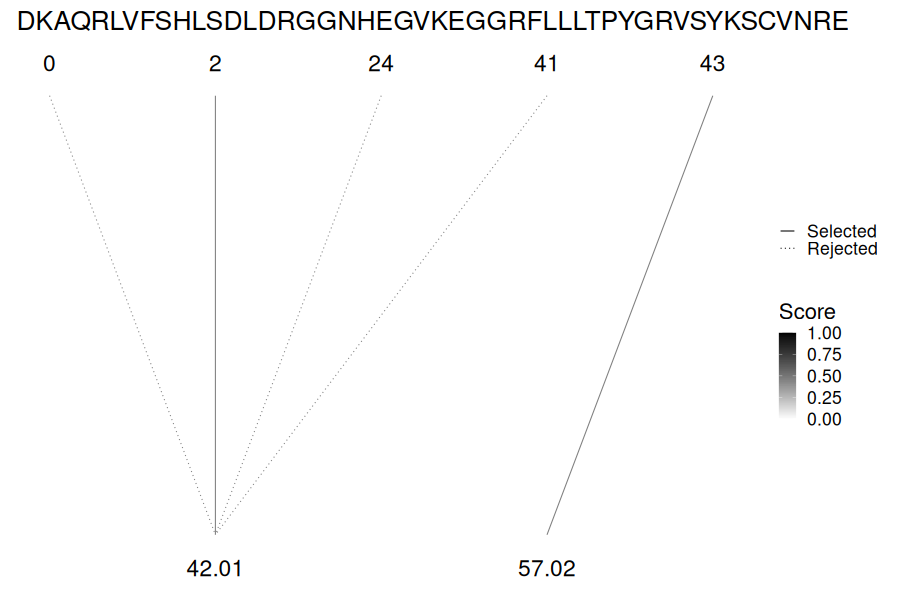 DKAQRLVFSHLSDLDRGGNHEGVKEGGRFLLLTPYGRVSYKSCVNRE
0 2 24 41 43
Selected
Rejected
Score
1.00
0.75
0.50
0.25
0.00
42.01 57.02